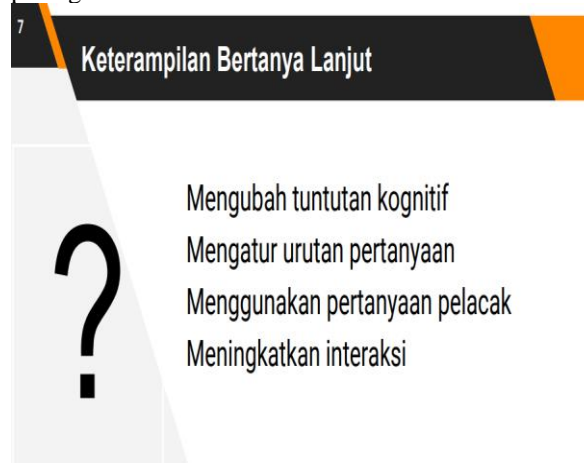 7
Keterampilan Bertanya Lanjut
?
Mengubah tuntutan kognitif
Mengatur urutan pertanyaan
Menggunakan pertanyaan pelacak
Meningkatkan interaksi